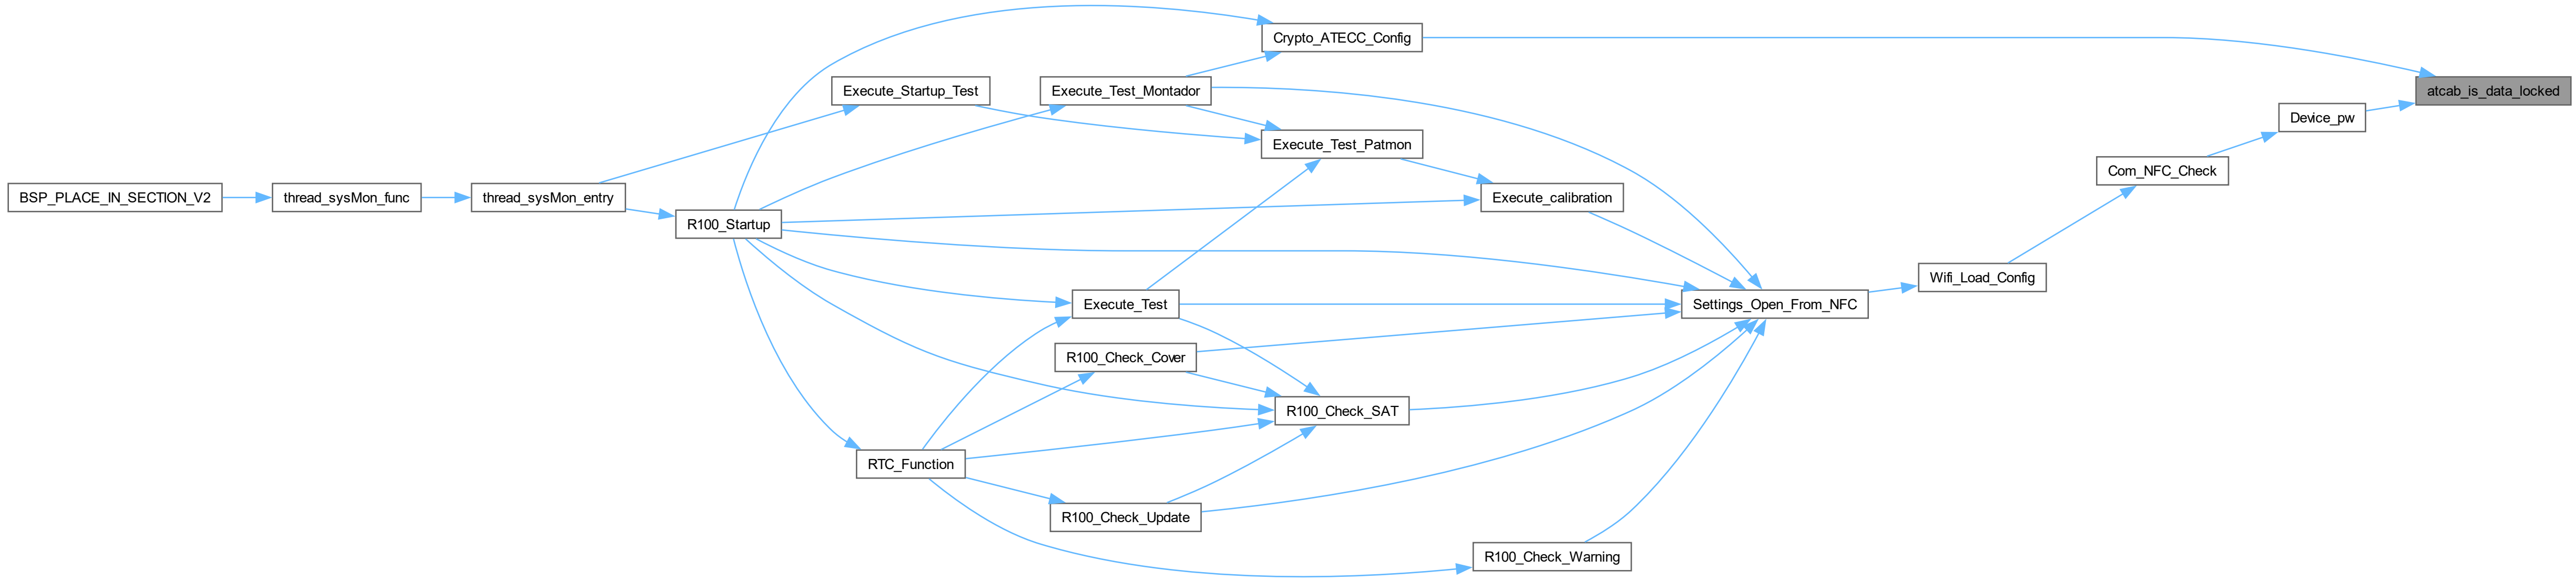 Crypto_ATECC_Config
atcab_is_data_locked
Execute_Startup_Test
Execute_Test_Montador
Device_pw
Execute_Test_Patmon
Com_NFC_Check
BSP_PLACE_IN_SECTION_V2
thread_sysMon_func
thread_sysMon_entry
Execute_calibration
R100_Startup
Wifi_Load_Config
Execute_Test
Settings_Open_From_NFC
R100_Check_Cover
R100_Check_SAT
RTC_Function
R100_Check_Update
R100_Check_Warning